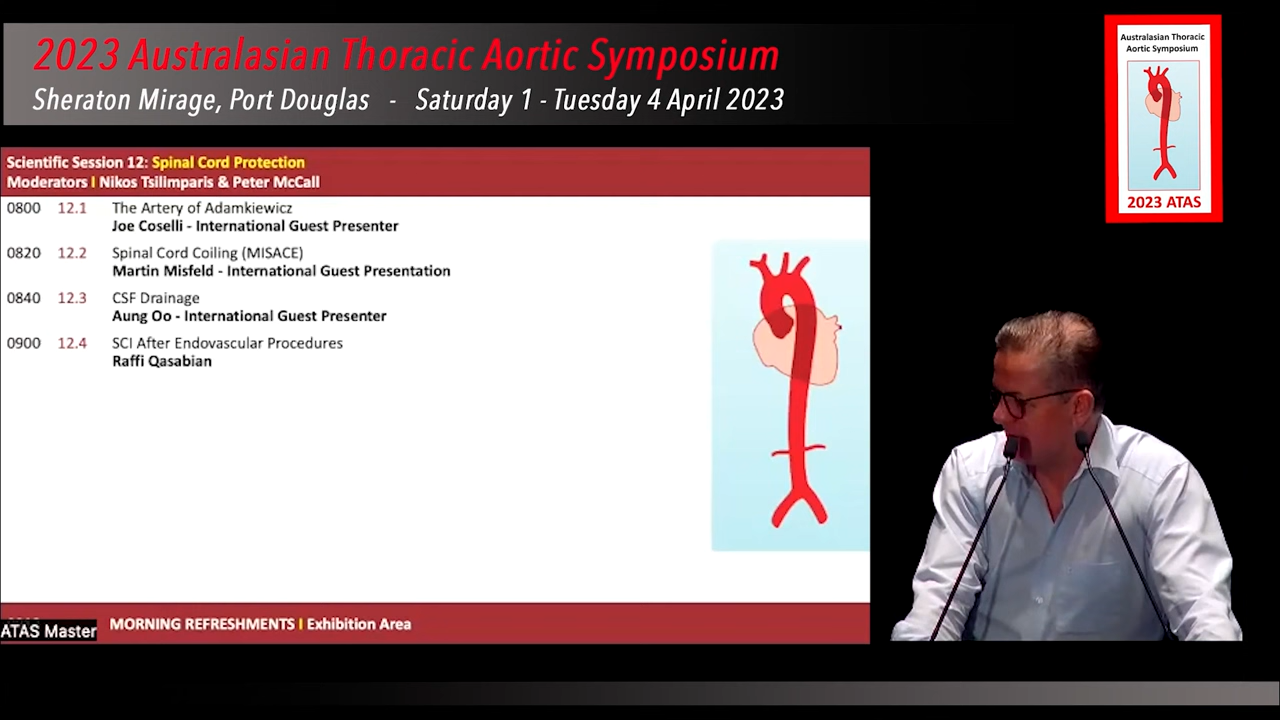 2023 Australasian Thoracic Aortic Symposium
Sheraton Mirage, Port Douglas - Saturday 1 - Tuesday 4 April 2023
Australasian Thoracic
Aortic Symposium
2023 ATAS
Scientific Session 12: Spinal Cord Protection
Moderators I Nikos Tsilimparis & Peter McCall
0800 12.1 The Artery of Adamkiewicz
Joe Coselli - International Guest Presenter
0820 12.2 Spinal Cord Coiling (MISACE)
Martin Misfeld - International Guest Presentation
0840 12.3 CSF Drainage
Aung Oo - International Guest Presenter
0900 12.4 SCI After Endovascular Procedures
Raffi Qasabian
MORNING REFRESHMENTS I Exhibition Area
ATAS Master